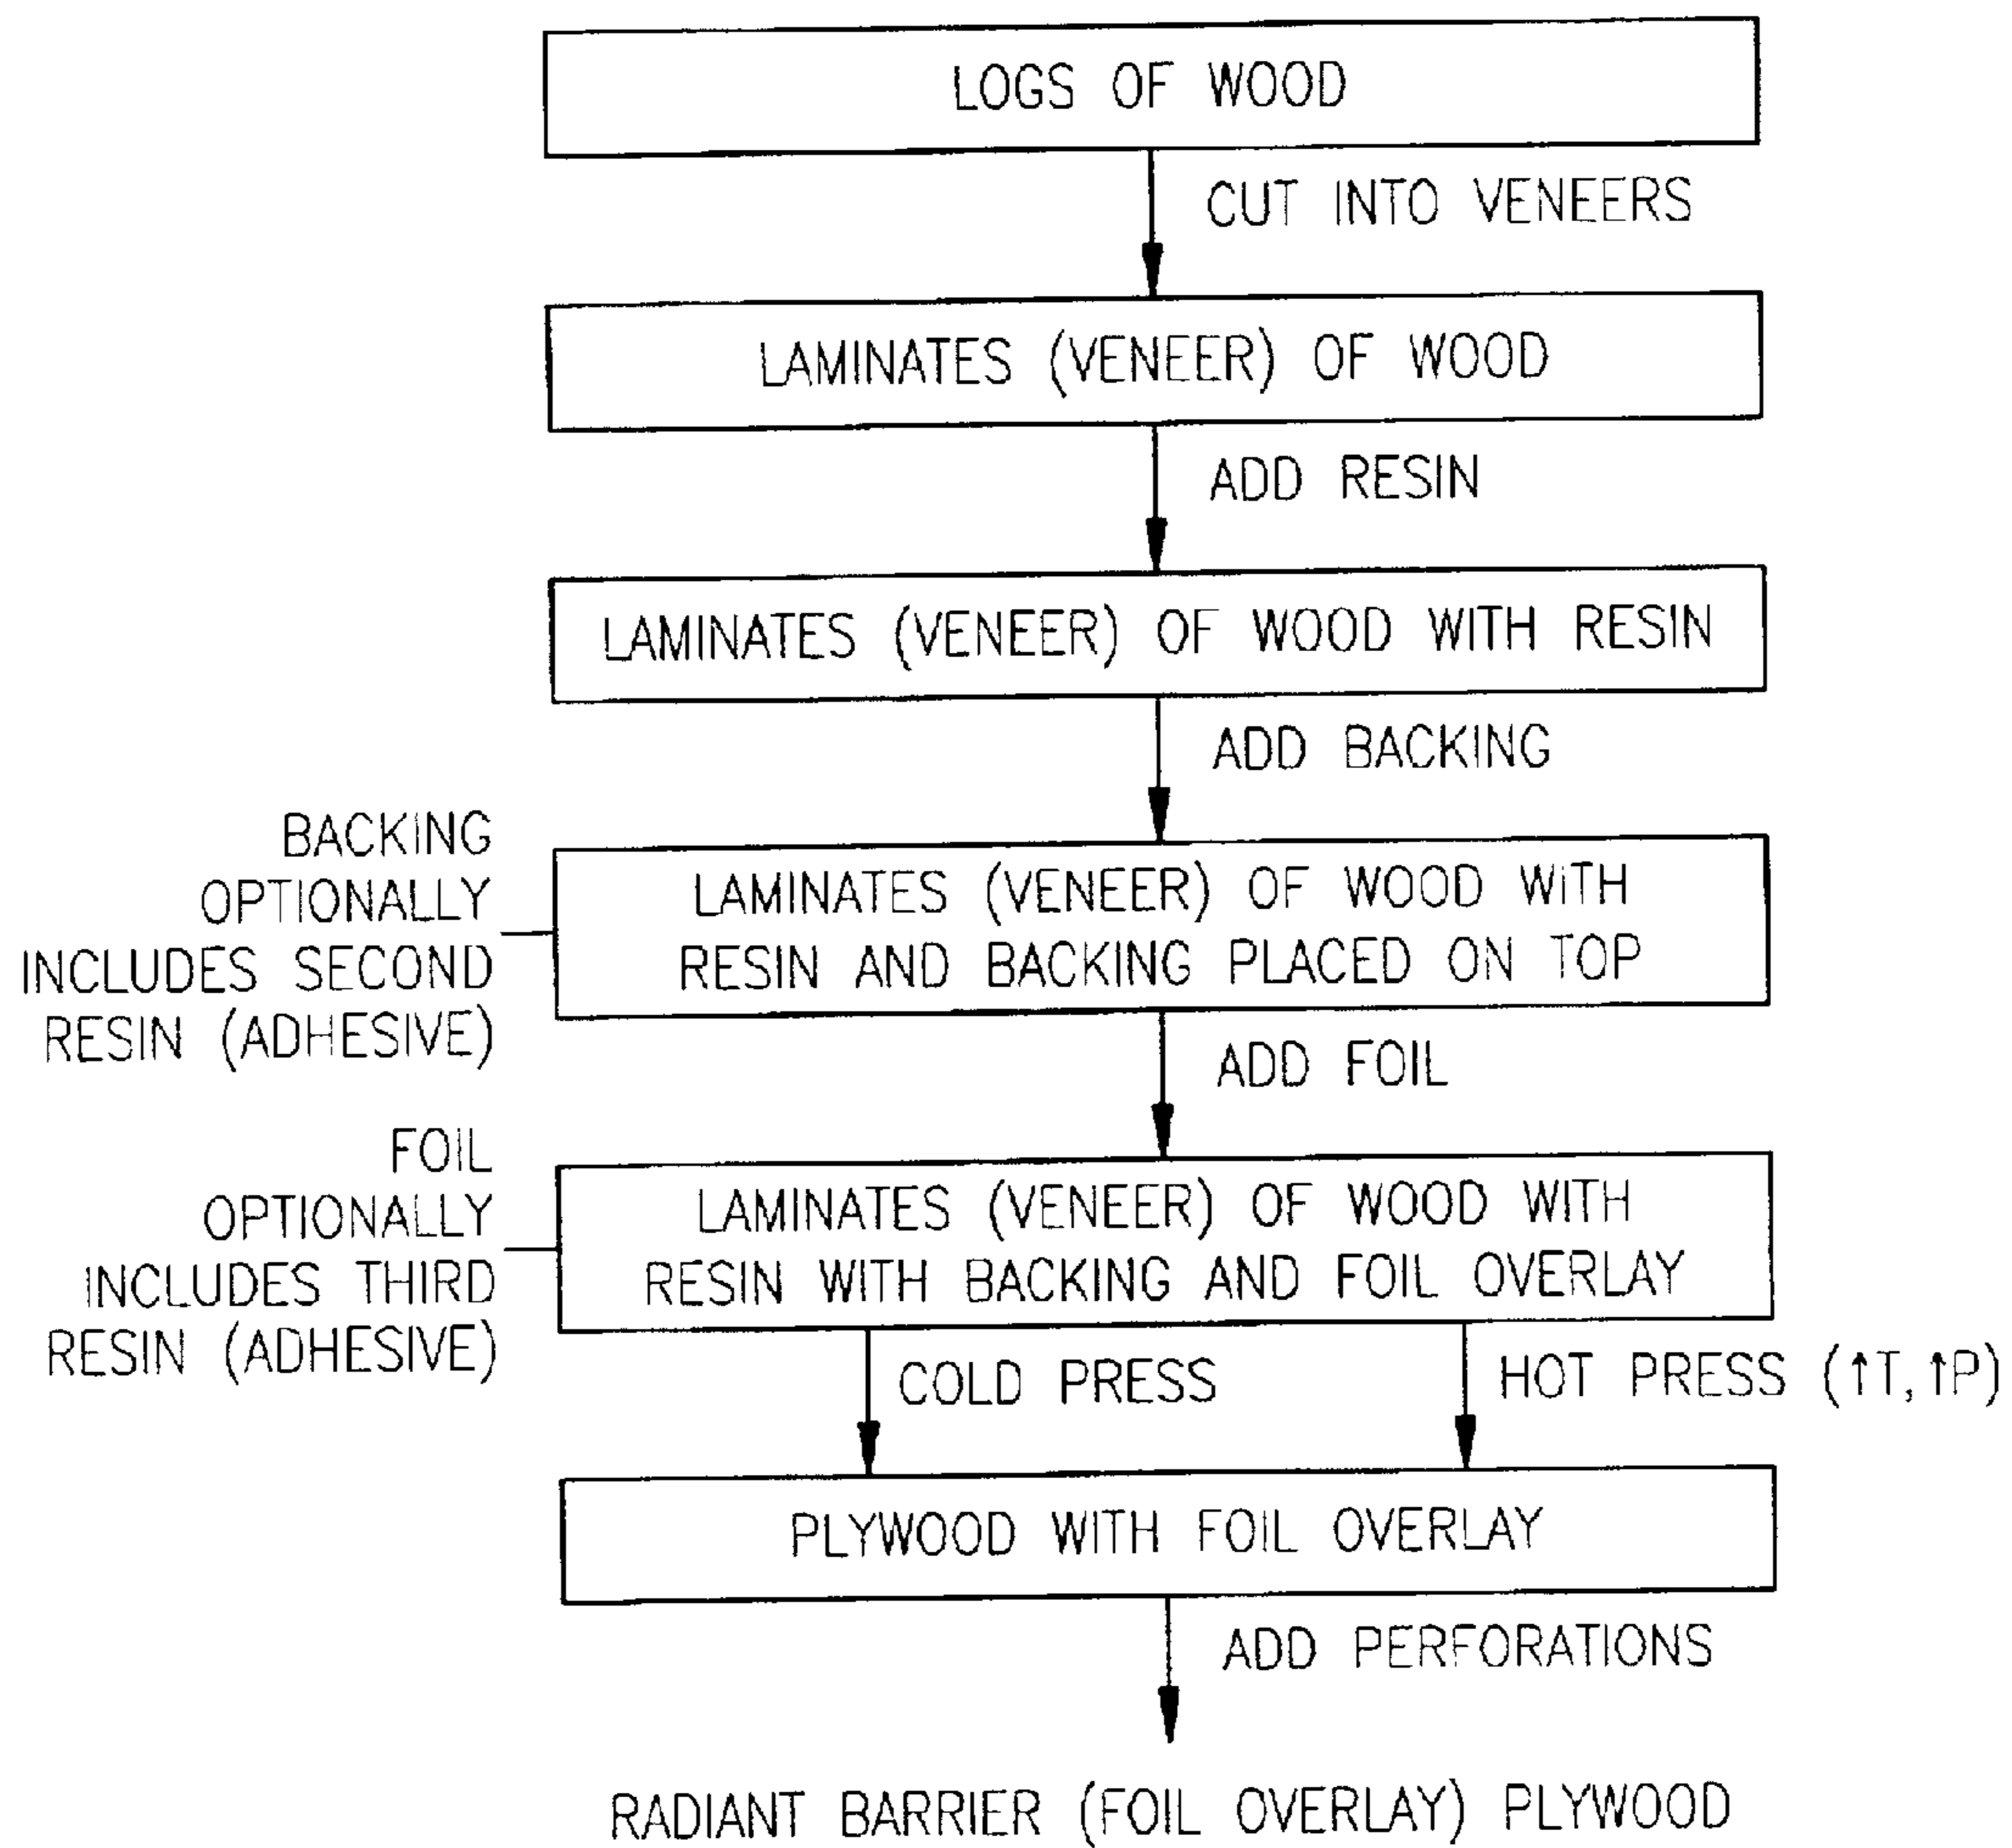 LOGS OF WOOD
CUT INTO VENEERS
LAMINATES (VENEER) OF WOOD
ADD RESIN
LAMINATES (VENEER) OF WOOD WITH RESIN
ADD BACKING
BACKING
OPTIONALLY
INCLUDES SECOND
RESIN (ADHESIVE)
LAMINATES (VENEER) OF WOOD WITH
RESIN AND BACKING PLACED ON TOP
ADD FOIL
FOIL
OPTIONALLY
INCLUDES THIRD
RESIN (ADHESIVE)
LAMINATES (VENEER) OF WOOD WITH
RESIN WITH BACKING AND FOIL OVERLAY
COLD PRESS
HOT PRESS (↑T, ↑P)
PLYWOOD WITH FOIL OVERLAY
ADD PERFORATIONS
RADIANT BARRIER (FOIL OVERLAY) PLYWOOD